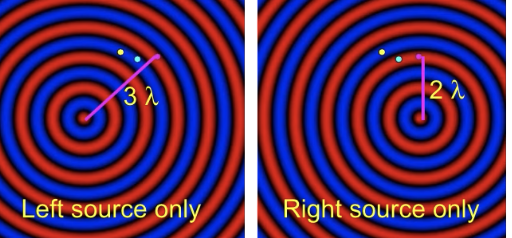 3 λ
2 λ
Left source only
Right source only